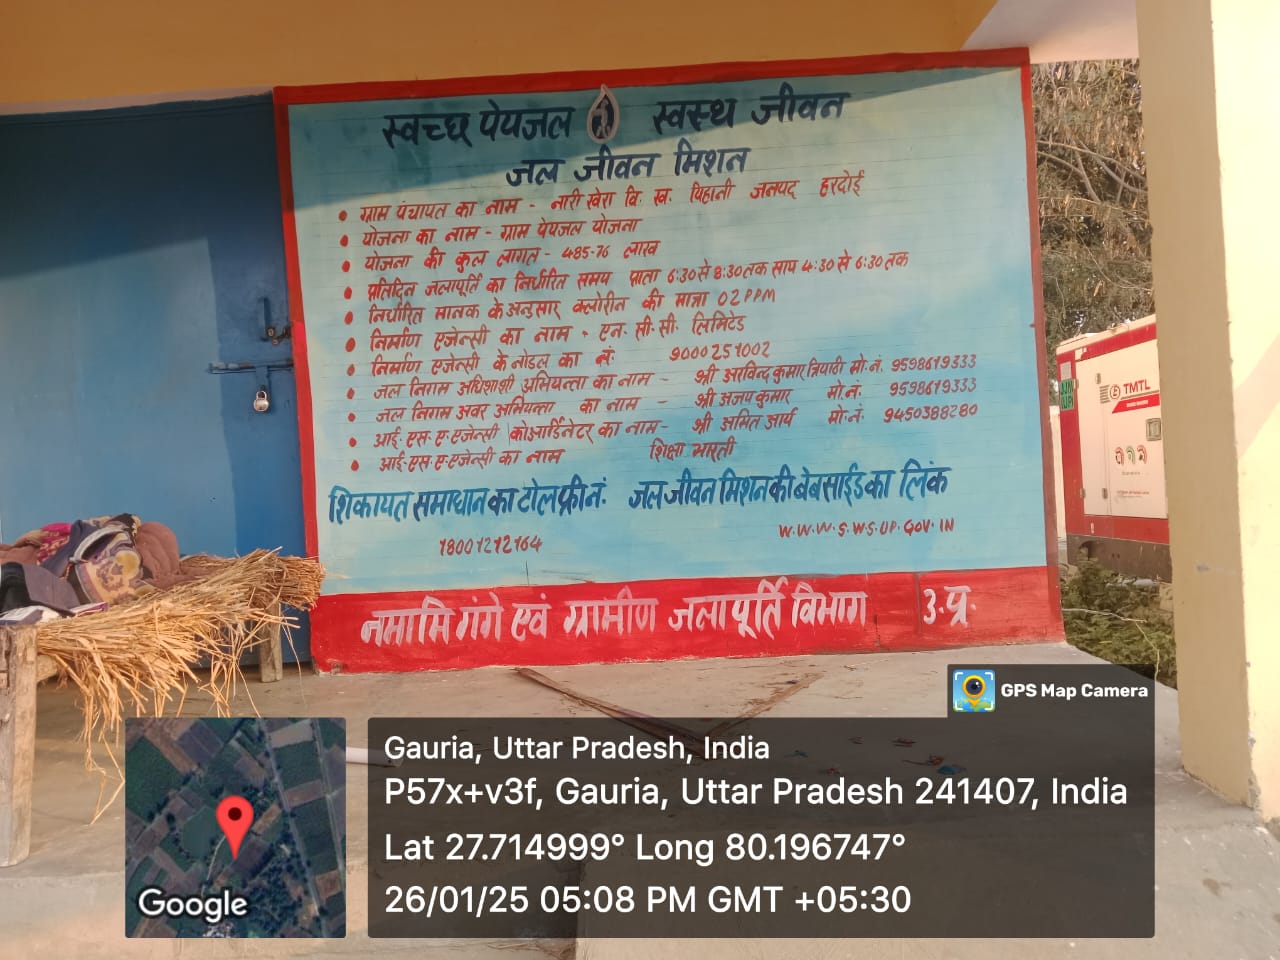 स्वच्छ पेयजल स्वस्थ जीवन
जल जीवन मिशन
• ग्राम पंचायत का नाम - नारी खेरा वि. ख. पिहानी जनपद हरदोई
• योजना का नाम - ग्राम पेयजल योजना
• योजना की कुल लागत - 485-76 लाख
• प्रतिदिन जलापूर्ति का निर्धारित समय प्राता 6:30 से 8:30 तक साय 4:30 से 6:30 तक
• निर्धारित मानक के अनुसार क्लोरीन की मात्रा 02 PPM
• निर्माण एजेन्सी का नाम - एन. सी. सी. लिमिटेड
• निर्माण एजेन्सी के नोडल का नं. 9000251002
• जल निगम अधिशाशी अभियन्ता का नाम - श्री अरविन्द कुमार त्रिपाठी मो. नं. 9598619333
• जल निगम अवर अभियन्ता का नाम - श्री अजय कुमार मो. नं. 9598619333
• आई. एस. ए. एजेन्सी कोआर्डिनेटर का नाम- श्री अमित आर्य मो. नं. 9450388280
• आई. एस. ए. एजेन्सी का नाम शिक्षा भारती
शिकायत समाधान का टोल फ्री नं. जल जीवन मिशन की बेबसाईड का लिंक
18001212164 W.W.W.S.W.S.UP.GOV.IN
नमामि गंगे एवं ग्रामीण जलापूर्ति विभाग उ.प्र.
TMTL
GPS Map Camera
Gauria, Uttar Pradesh, India
P57x+v3f, Gauria, Uttar Pradesh 241407, India
Lat 27.714999° Long 80.196747°
26/01/25 05:08 PM GMT +05:30
Google